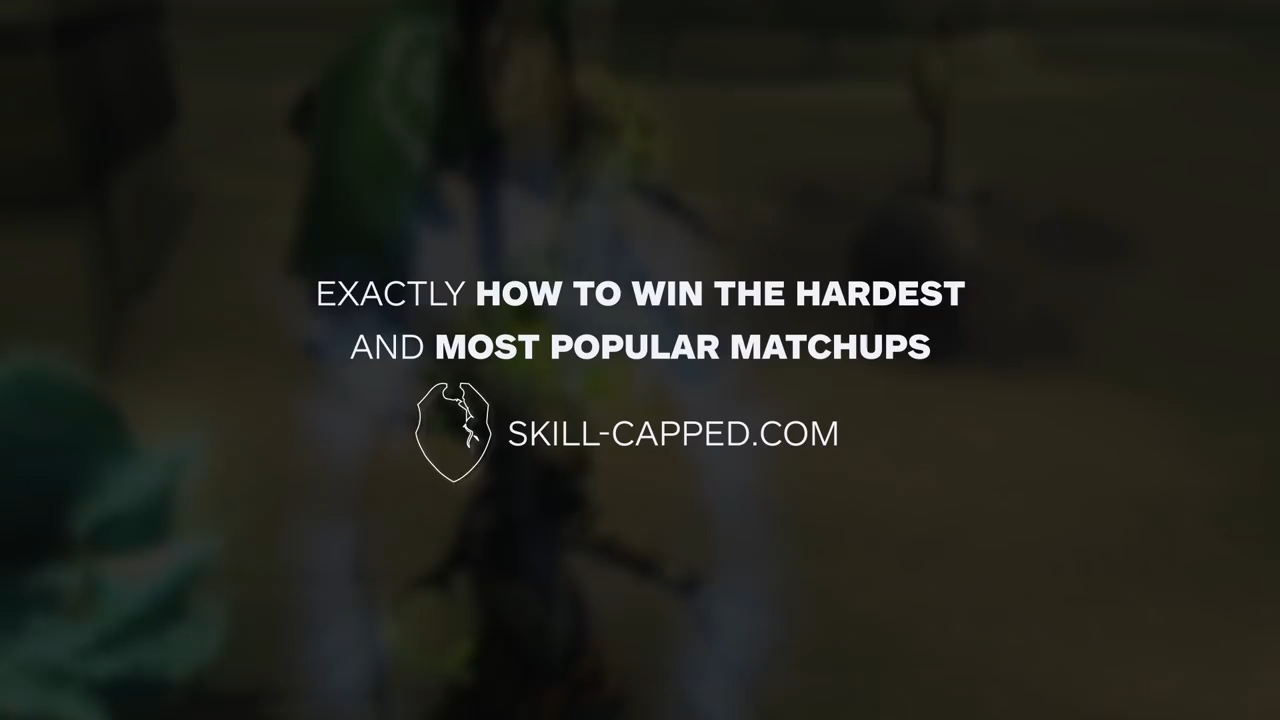 EXACTLY HOW TO WIN THE HARDEST
AND MOST POPULAR MATCHUPS
SKILL-CAPPED.COM